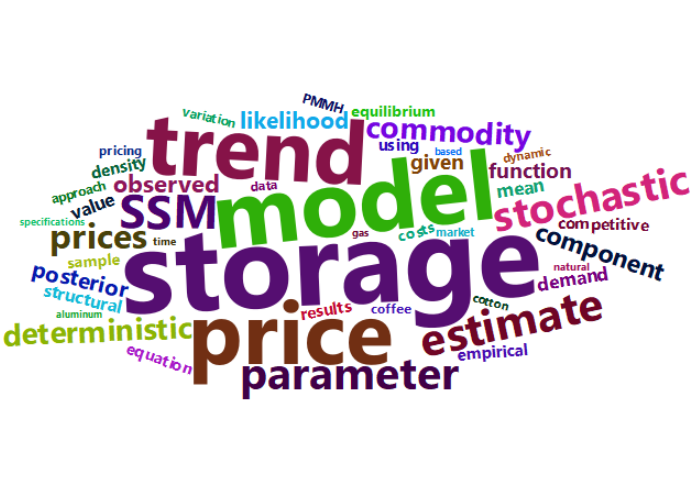 PMMH
variation
likelihood
equilibrium
trend
commodity
pricing
using
based
dynamic
density
given
function
approach
observed
data
model
mean
stochastic
value
SSM
specifications
prices
time
gas
costs
market
competitive
component
storage
sample
posterior
natural
demand
structural
results
coffee
cotton
aluminum
deterministic
price
estimate
equation
empirical
parameter